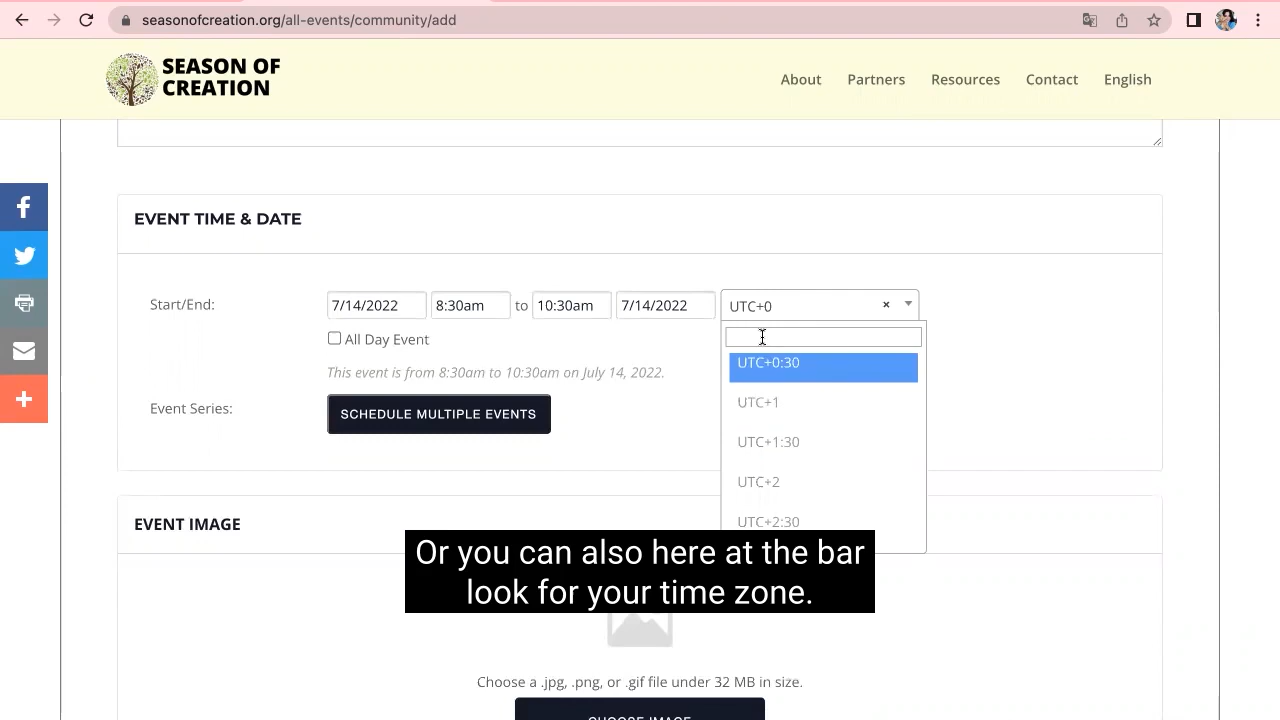 seasonofcreation.org/all-events/community/add
SEASON OF
CREATION
About Partners Resources Contact English
EVENT TIME & DATE
Start/End: 7/14/2022 8:30am to 10:30am 7/14/2022 UTC+0 ×
All Day Event
This event is from 8:30am to 10:30am on July 14, 2022.
Event Series: SCHEDULE MULTIPLE EVENTS
UTC+0:30
UTC+1
UTC+1:30
UTC+2
UTC+2:30
EVENT IMAGE
Or you can also here at the bar
look for your time zone.
Choose a .jpg, .png, or .gif file under 32 MB in size.
CHOOSE IMAGE